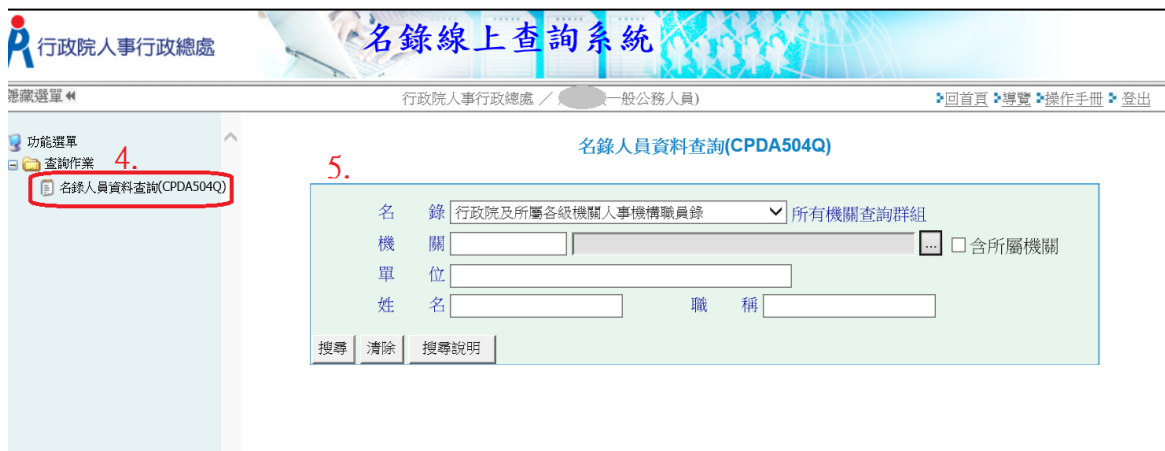 行政院人事行政總處
名錄線上查詢系統
隱藏選單
行政院人事行政總處／ 一般公務人員)
回首頁 導覽 操作手冊 登出
功能選單
查詢作業
4.
名錄人員資料查詢(CPDA504Q)
名錄人員資料查詢(CPDA504Q)
5.
名 錄 行政院及所屬各級機關人事機構職員錄 所有機關查詢群組
機 關 ... 含所屬機關
單 位
姓 名 職 稱
搜尋 清除 搜尋說明